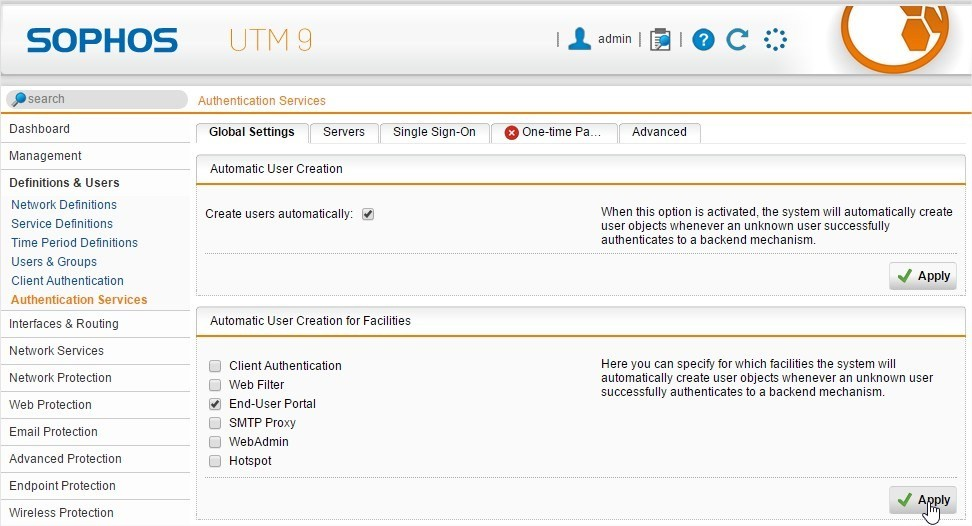 SOPHOS UTM 9
| admin | | ?
search
Authentication Services
Dashboard
Management
Definitions & Users
Network Definitions
Service Definitions
Time Period Definitions
Users & Groups
Client Authentication
Authentication Services
Interfaces & Routing
Network Services
Network Protection
Web Protection
Email Protection
Advanced Protection
Endpoint Protection
Wireless Protection
Global Settings Servers Single Sign-On One-time Pa... Advanced
Automatic User Creation
Create users automatically:
When this option is activated, the system will automatically create
user objects whenever an unknown user successfully
authenticates to a backend mechanism.
Apply
Automatic User Creation for Facilities
Client Authentication
Web Filter
End-User Portal
SMTP Proxy
WebAdmin
Hotspot
Here you can specify for which facilities the system will
automatically create user objects whenever an unknown user
successfully authenticates to a backend mechanism.
Apply